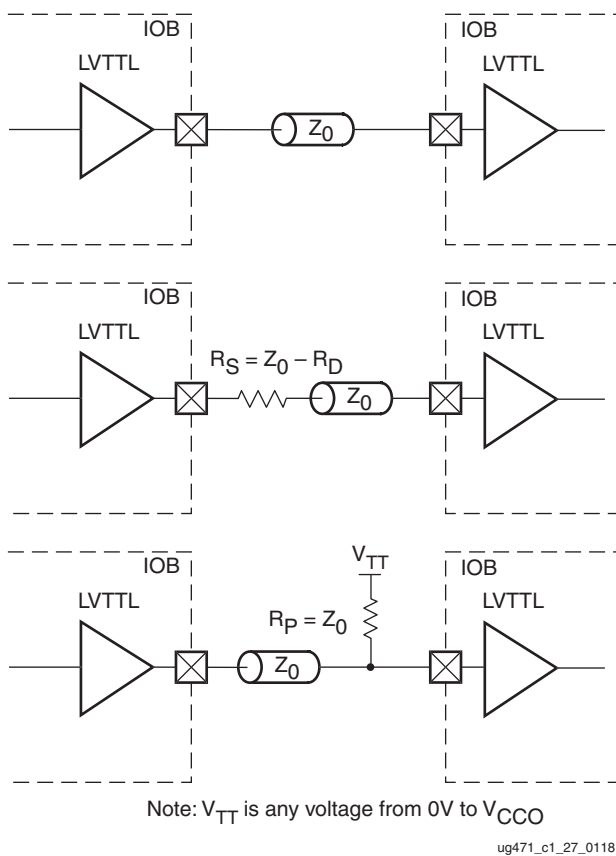 IOB
IOB
LVTTL
LVTTL
Z0
IOB
IOB
LVTTL
LVTTL
RS = Z0 – RD
Z0
IOB
VTT
IOB
LVTTL
LVTTL
RP = Z0
Z0
Note: VTT is any voltage from 0V to VCCO
ug471_c1_27_0118